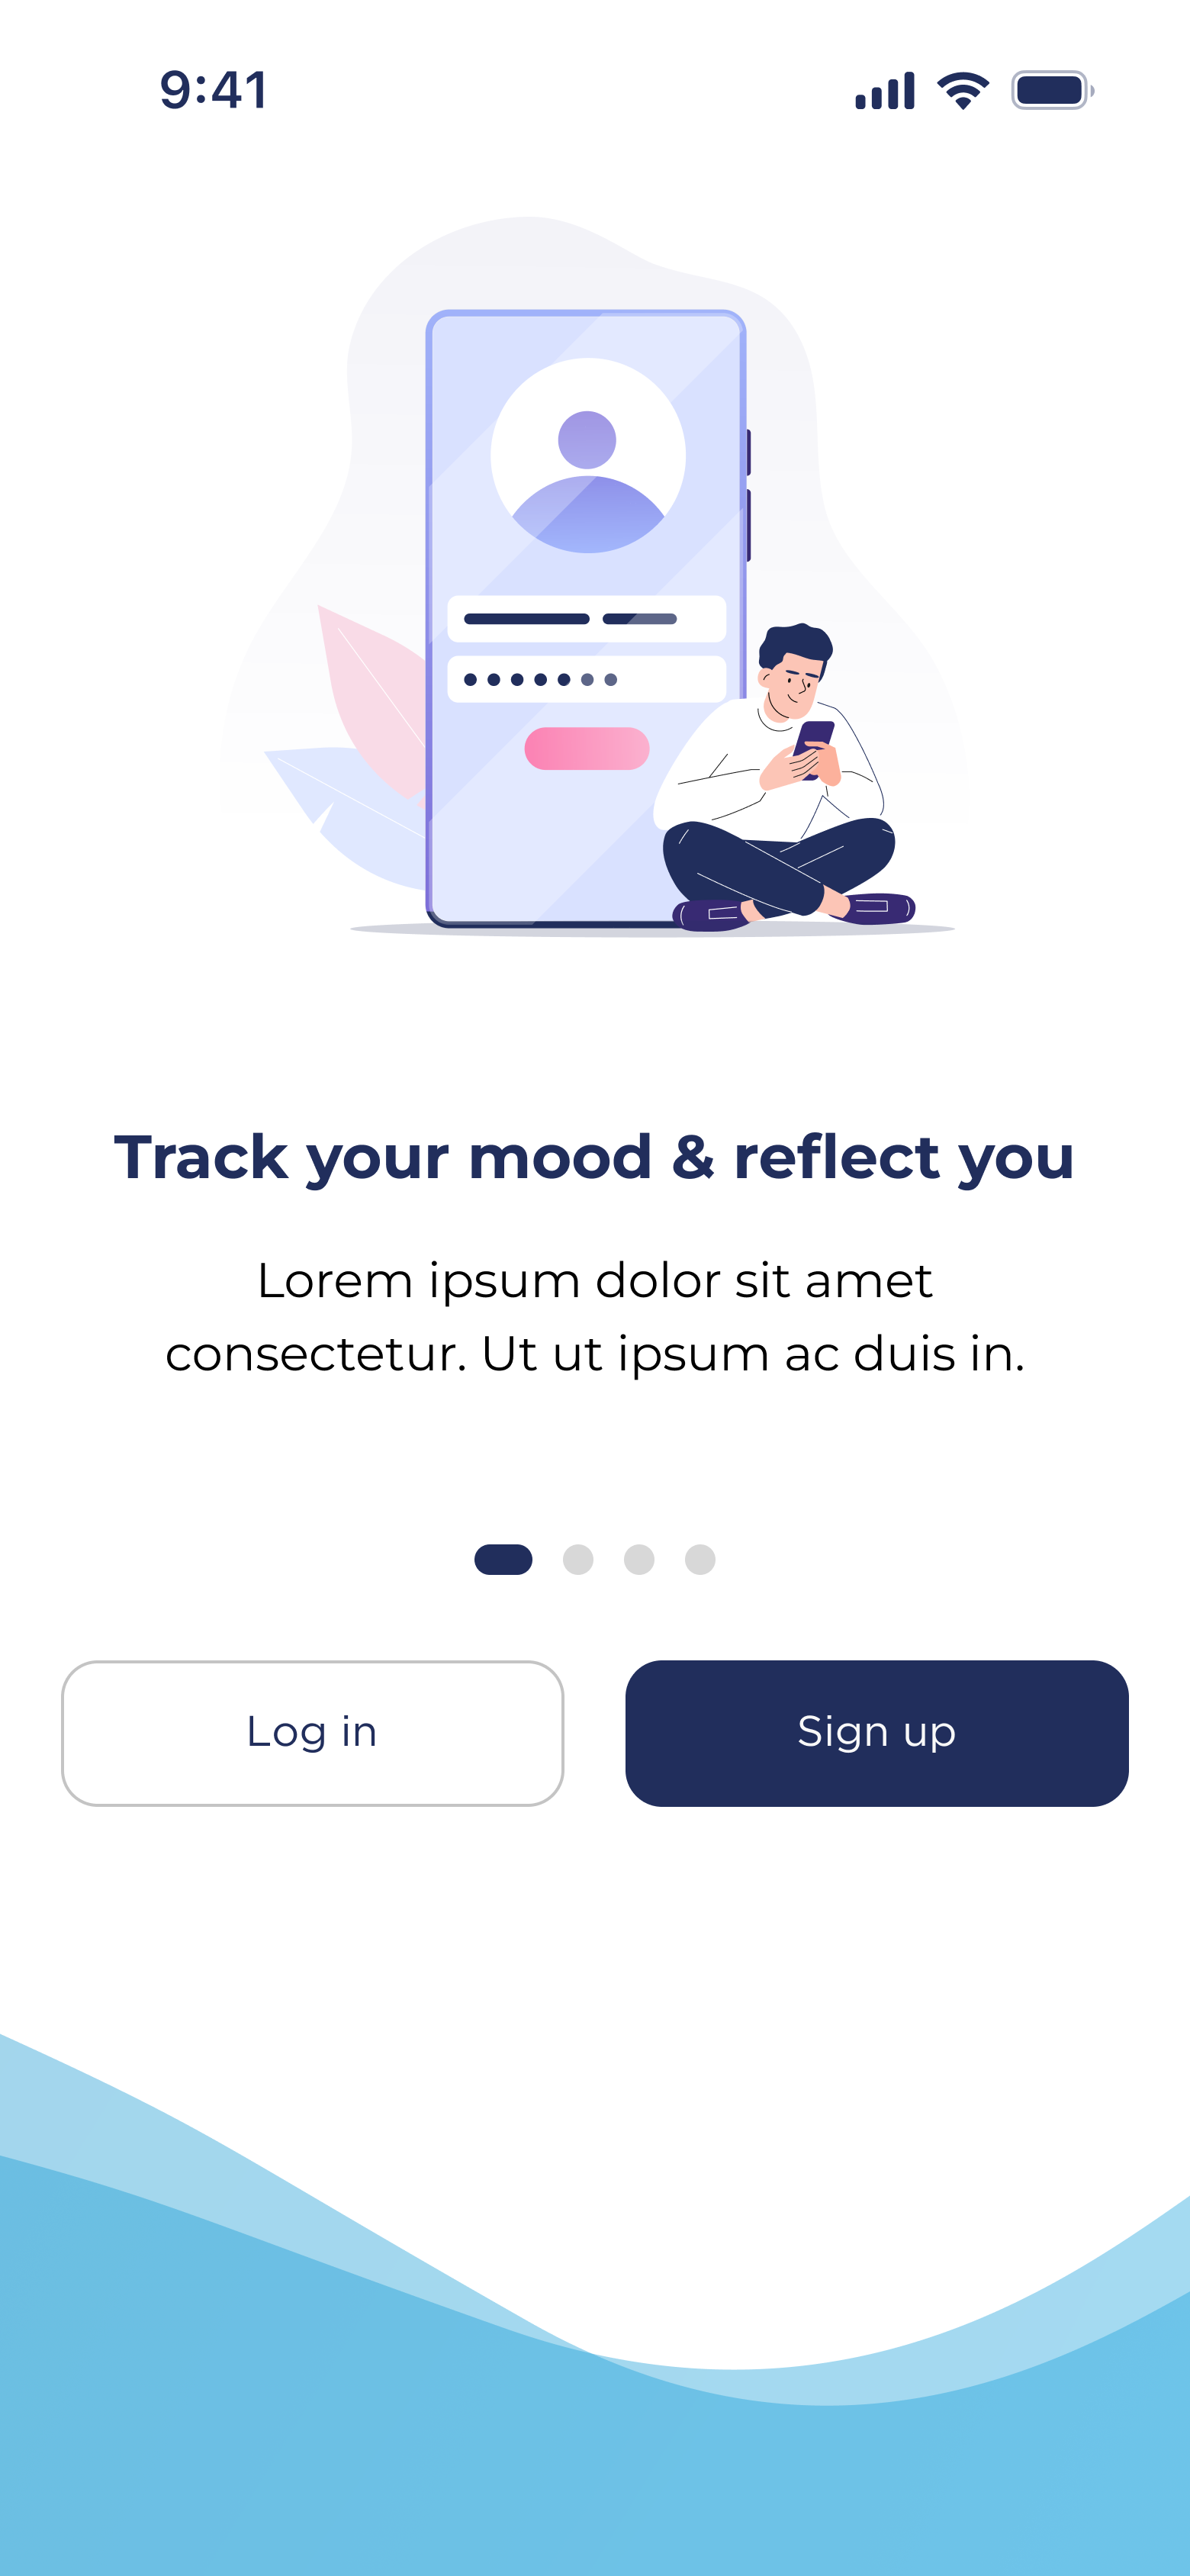 9:41
Track your mood & reflect you
Lorem ipsum dolor sit amet
consectetur. Ut ut ipsum ac duis in.
Log in
Sign up